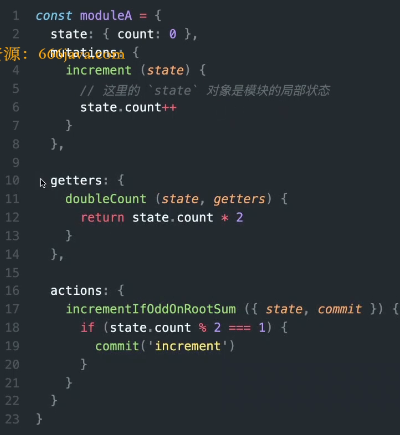 1 const moduleA = {
2 state: { count: 0 },
资源: 666java.com
3 mutations: {
4 increment (state) {
5 // 这里的 `state` 对象是模块的局部状态
6 state.count++
7 }
8 },
9
10 getters: {
11 doubleCount (state, getters) {
12 return state.count * 2
13 }
14 },
15
16 actions: {
17 incrementIfOddOnRootSum ({ state, commit }) {
18 if (state.count % 2 === 1) {
19 commit('increment')
20 }
21 }
22 }
23 }